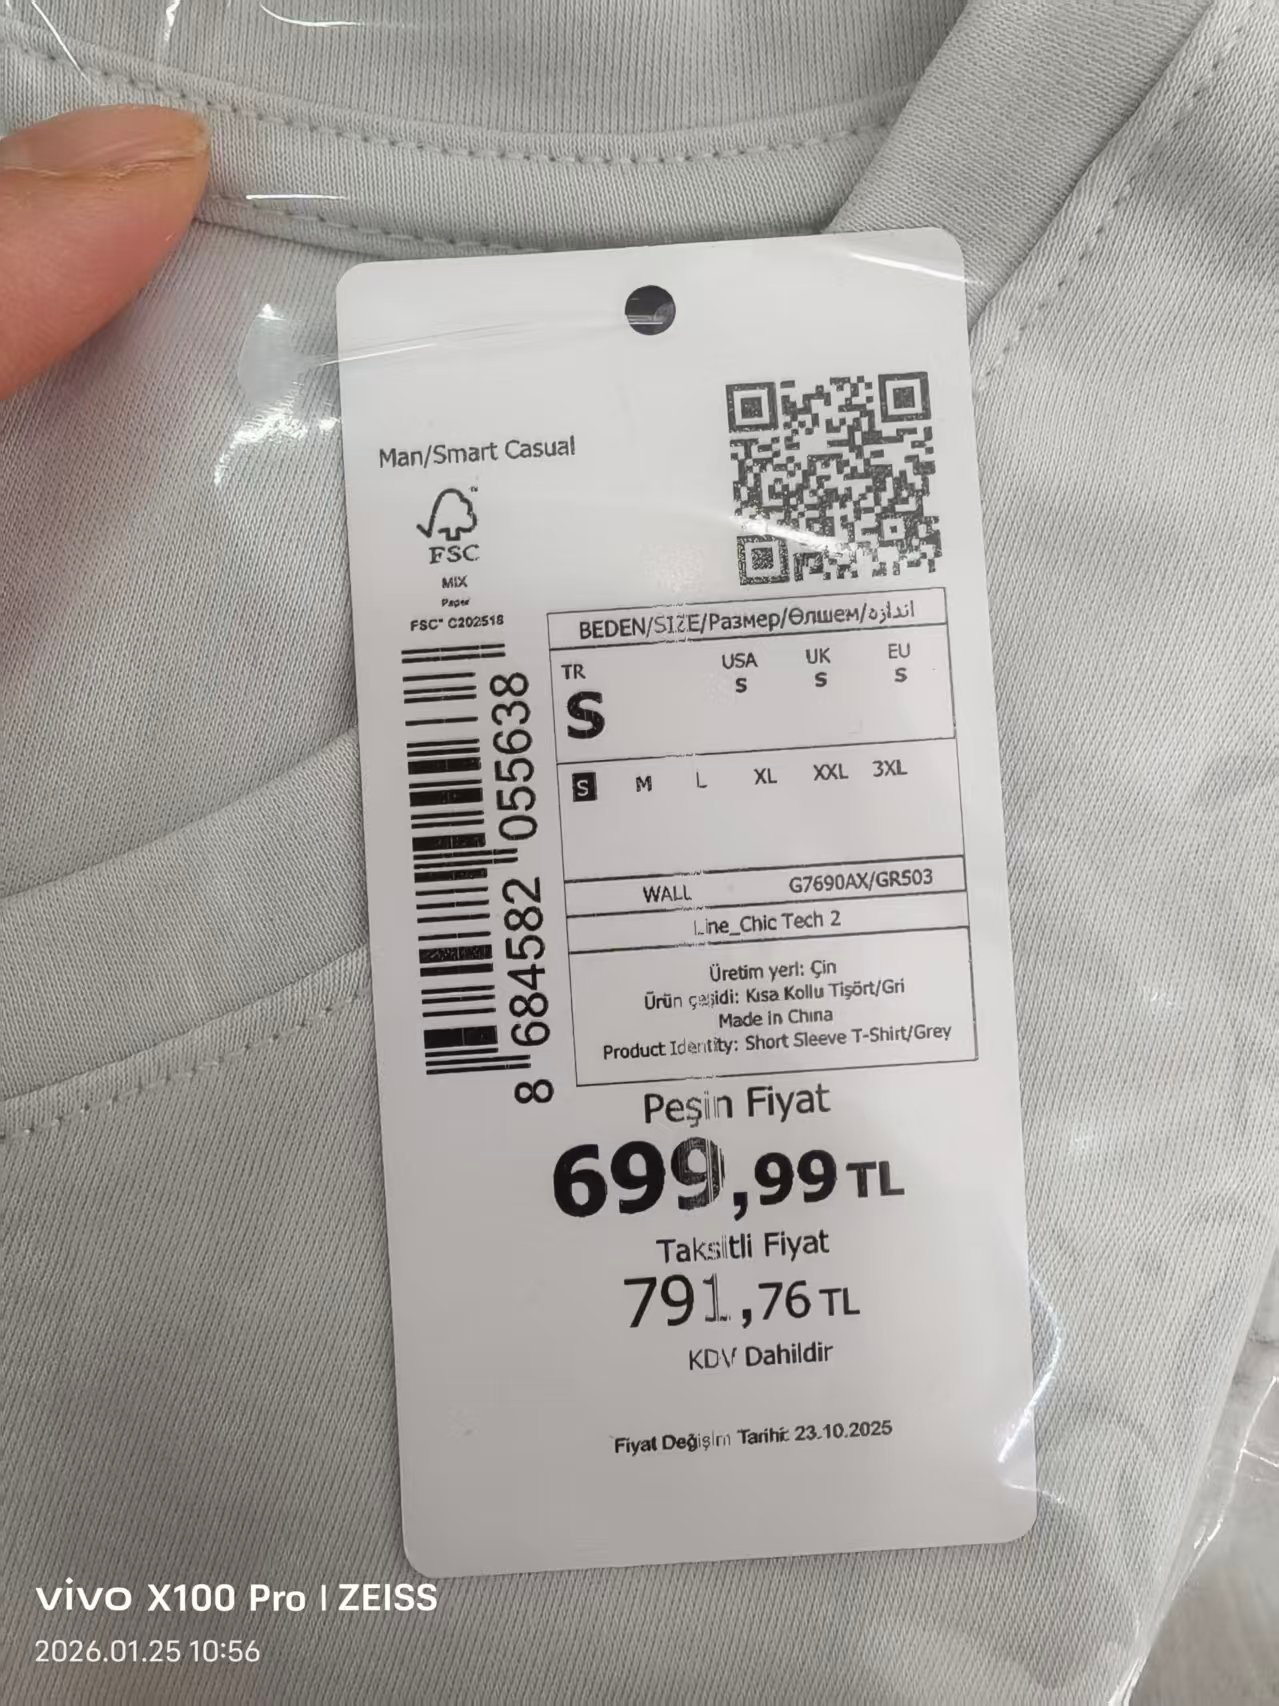 Man/Smart Casual
FSC™
MIX
Paper
FSC® C202518
8 684582 055638
BEDEN/SIZE/Размер/Өлшем/اندازه
TR USA UK EU
S S S S
S M L XL XXL 3XL
WALL G7690AX/GR503
Line_Chic Tech 2
Üretim yeri: Çin
Ürün çeşidi: Kısa Kollu Tişört/Gri
Made in China
Product Identity: Short Sleeve T-Shirt/Grey
Peşin Fiyat
699,99 TL
Taksitli Fiyat
791,76 TL
KDV Dahildir
Fiyat Değişim Tarihi: 23.10.2025
vivo X100 Pro | ZEISS
2026.01.25 10:56